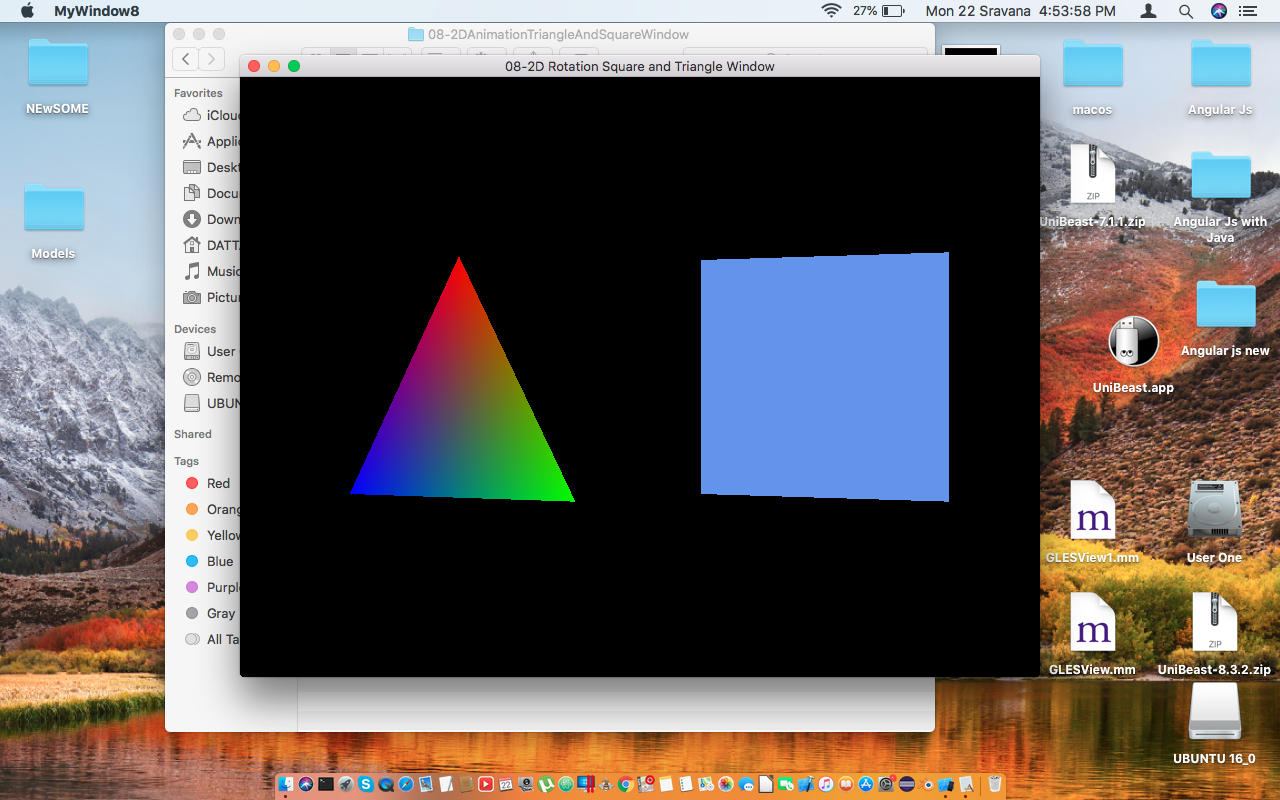 MyWindow8
27%
Mon 22 Sravana 4:53:58 PM
08-2DAnimationTriangleAndSquareWindow
08-2D Rotation Square and Triangle Window
NEwSOME
Models
Favorites
iClou
Applic
Deskt
Docu
Down
DATT
Music
Pictur
Devices
User
Remo
UBUN
Shared
Tags
Red
Orang
Yellow
Blue
Purple
Gray
All Ta
macos
Angular Js
UniBeast-7.1.1.zip
ZIP
Angular Js with
Java
Angular js new
UniBeast.app
m
GLESView1.mm
User One
m
GLESView.mm
ZIP
UniBeast-8.3.2.zip
UBUNTU 16_0